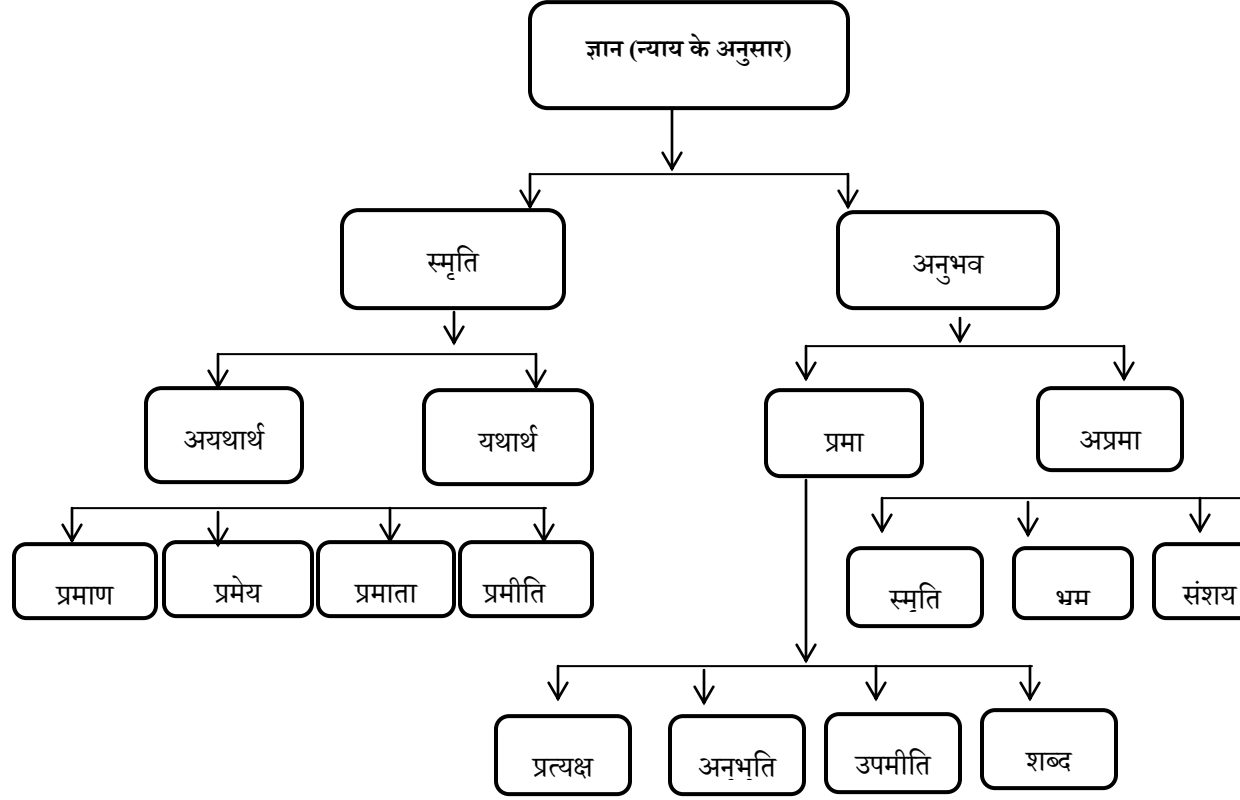 ज्ञान (न्याय के अनुसार)
स्मृति
अनुभव
अयथार्थ
यथार्थ
प्रमा
अप्रमा
प्रमाण
प्रमेय
प्रमाता
प्रमीति
स्मृति
भ्रम
संशय
प्रत्यक्ष
अनुभुति
उपमीति
शब्द